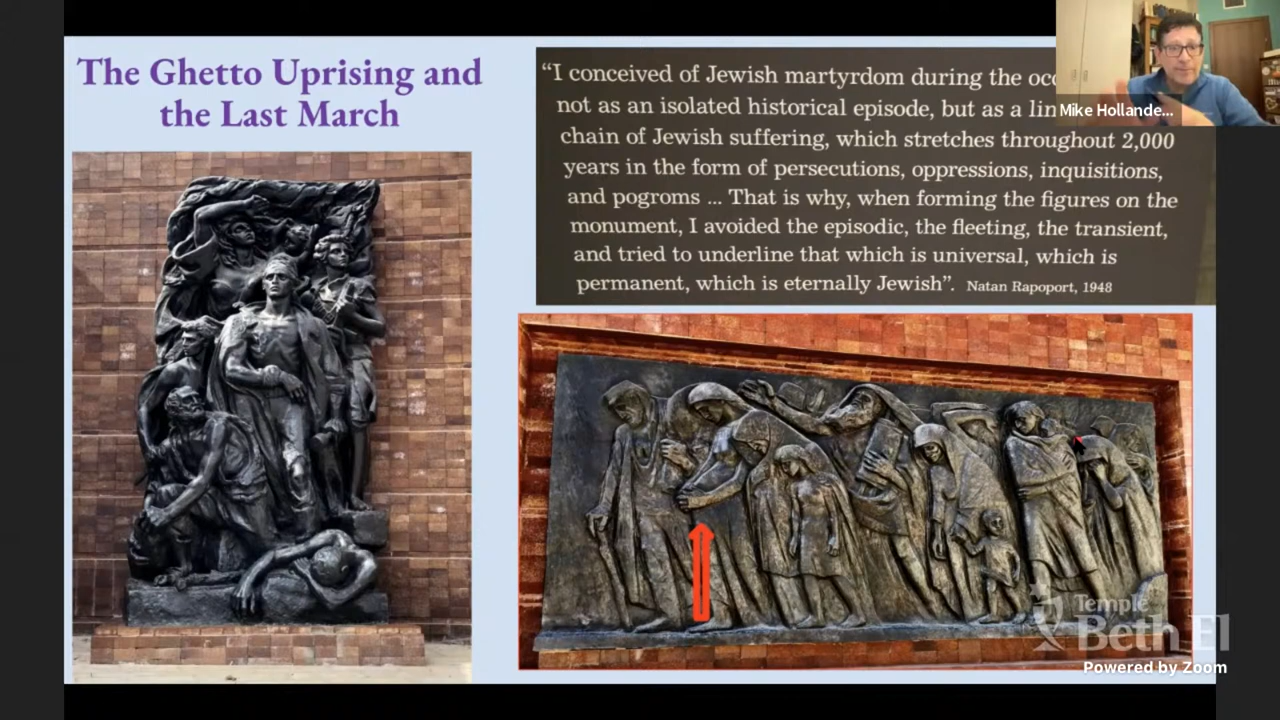 The Ghetto Uprising and
the Last March
“I conceived of Jewish martyrdom during the
not as an isolated historical episode, but as a
chain of Jewish suffering, which stretches throughout 2,000
years in the form of persecutions, oppressions, inquisitions,
and pogroms ... That is why, when forming the figures on the
monument, I avoided the episodic, the fleeting, the transient,
and tried to underline that which is universal, which is
permanent, which is eternally Jewish”. Natan Rapoport, 1948
Mike Hollande...
Temple
Beth El
Powered by Zoom